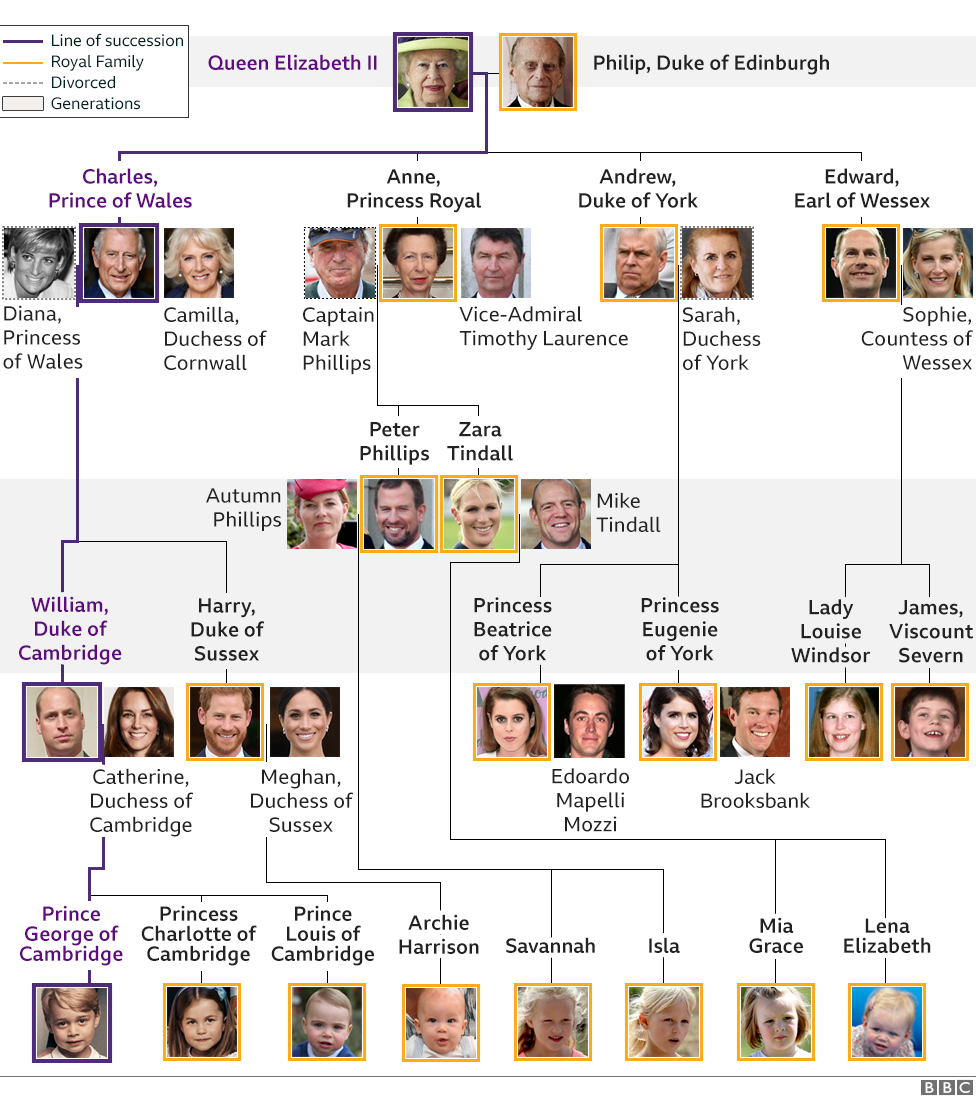 Line of succession
Royal Family
Divorced
Generations
Queen Elizabeth II
Philip, Duke of Edinburgh
Charles,
Prince of Wales
Anne,
Princess Royal
Andrew,
Duke of York
Edward,
Earl of Wessex
Diana,
Princess
of Wales
Camilla,
Duchess of
Cornwall
Captain
Mark
Phillips
Vice-Admiral
Timothy Laurence
Sarah,
Duchess
of York
Sophie,
Countess of
Wessex
Peter
Phillips
Zara
Tindall
Autumn
Phillips
Mike
Tindall
William,
Duke of
Cambridge
Harry,
Duke of
Sussex
Princess
Beatrice
of York
Princess
Eugenie
of York
Lady
Louise
Windsor
James,
Viscount
Severn
Catherine,
Duchess of
Cambridge
Meghan,
Duchess of
Sussex
Edoardo
Mapelli
Mozzi
Jack
Brooksbank
Prince
George of
Cambridge
Princess
Charlotte of
Cambridge
Prince
Louis of
Cambridge
Archie
Harrison
Savannah
Isla
Mia
Grace
Lena
Elizabeth
BBC